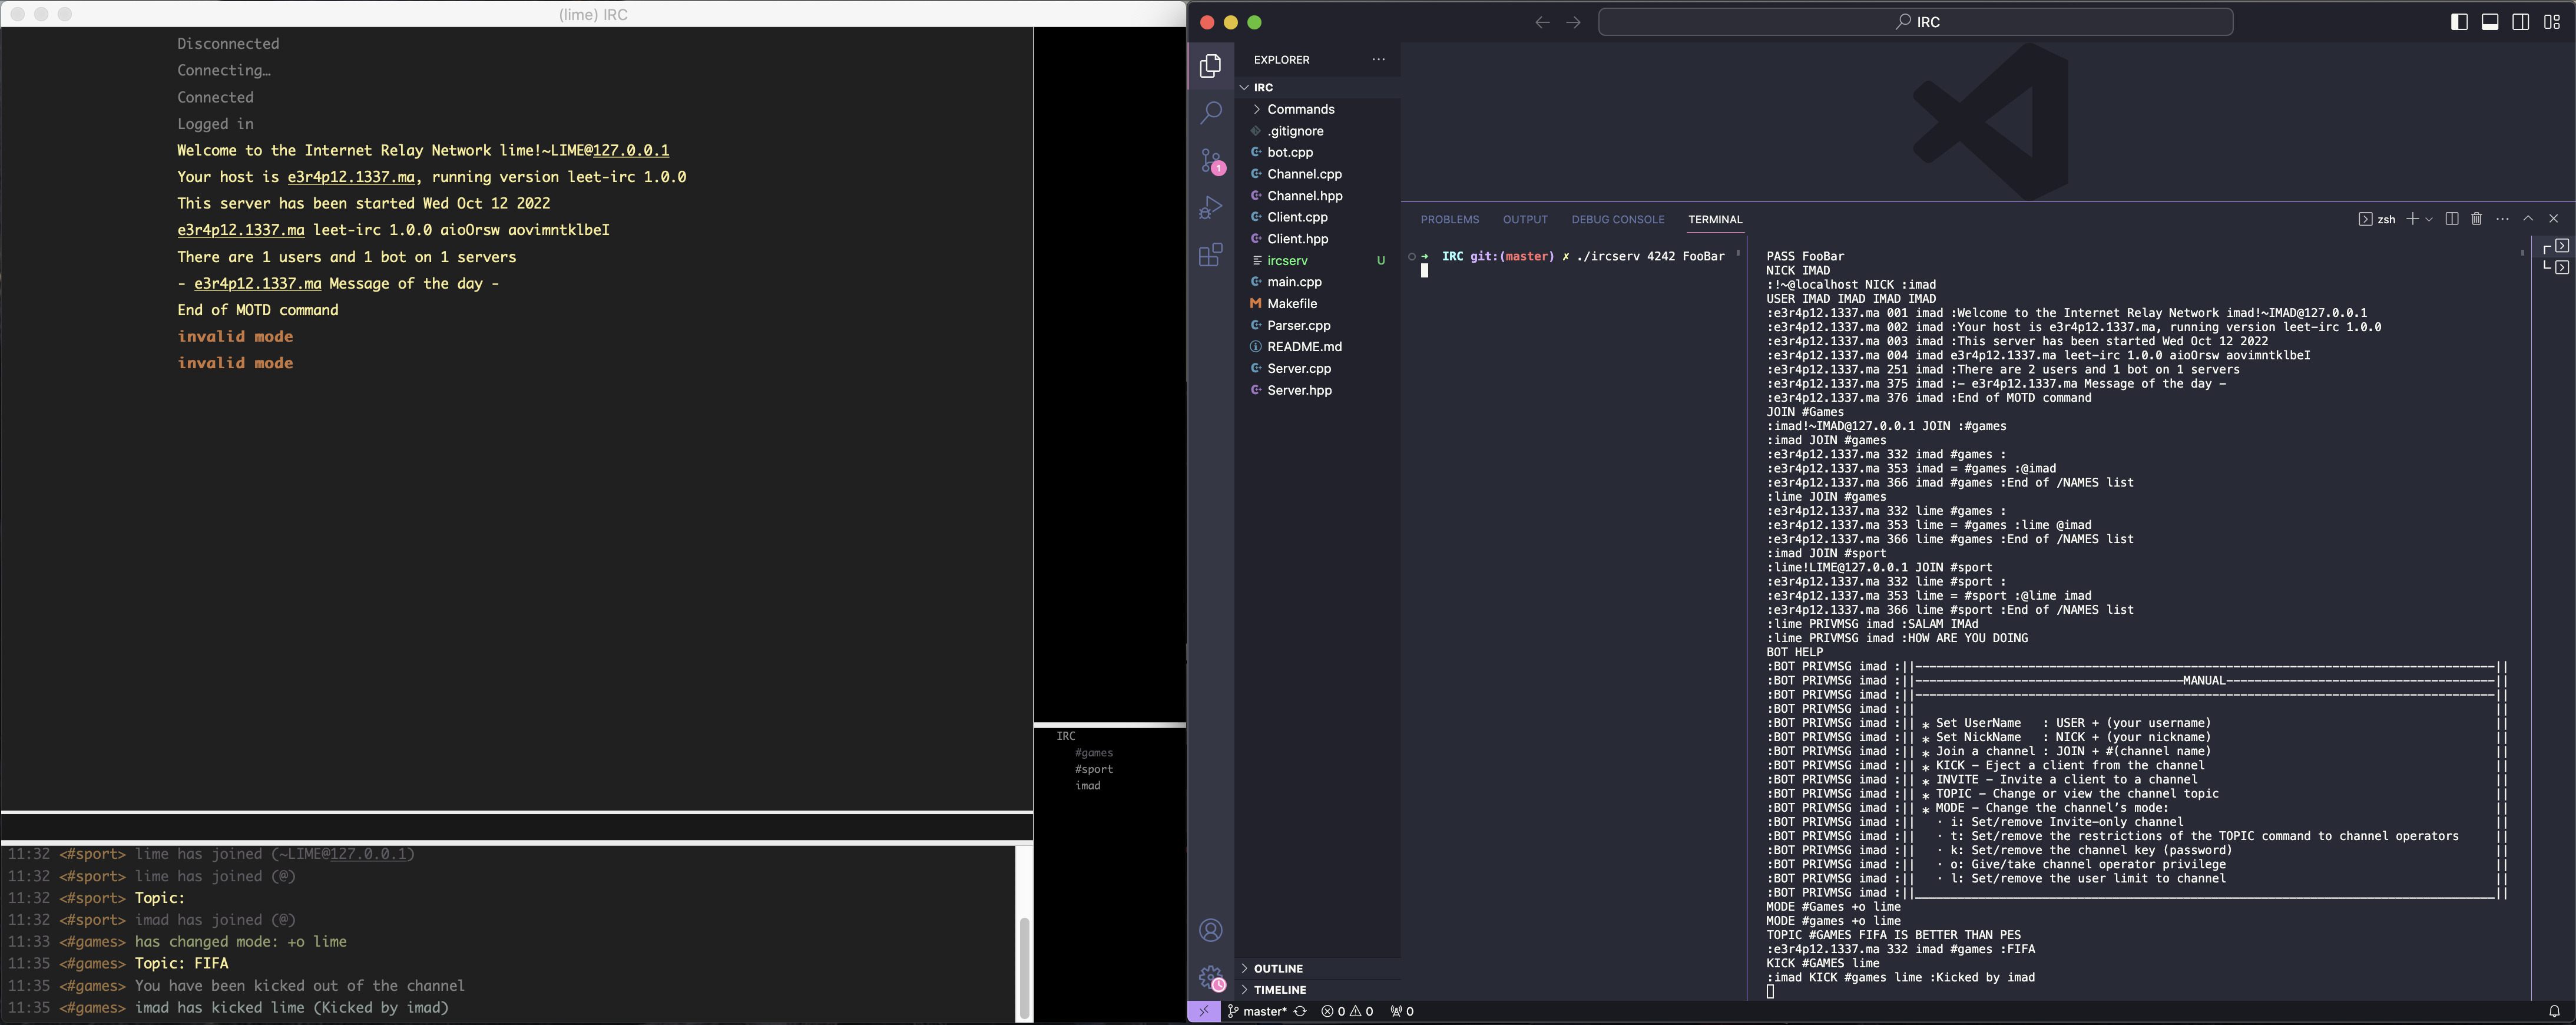 (lime) IRC
Disconnected
Connecting…
Connected
Logged in
Welcome to the Internet Relay Network lime!~LIME@127.0.0.1
Your host is e3r4p12.1337.ma, running version leet-irc 1.0.0
This server has been started Wed Oct 12 2022
e3r4p12.1337.ma leet-irc 1.0.0 aioOrsw aovimntklbeI
There are 1 users and 1 bot on 1 servers
- e3r4p12.1337.ma Message of the day -
End of MOTD command
invalid mode
invalid mode
IRC
#games
#sport
imad
11:32 <#sport> lime has joined (~LIME@127.0.0.1)
11:32 <#sport> lime has joined (@)
11:32 <#sport> Topic:
11:32 <#sport> imad has joined (@)
11:33 <#games> has changed mode: +o lime
11:35 <#games> Topic: FIFA
11:35 <#games> You have been kicked out of the channel
11:35 <#games> imad has kicked lime (Kicked by imad)
IRC
EXPLORER
IRC
Commands
.gitignore
bot.cpp
Channel.cpp
Channel.hpp
Client.cpp
Client.hpp
ircserv U
main.cpp
Makefile
Parser.cpp
README.md
Server.cpp
Server.hpp
OUTLINE
TIMELINE
1
PROBLEMS OUTPUT DEBUG CONSOLE TERMINAL
zsh
➜ IRC git:(master) ✗ ./ircserv 4242 FooBar
PASS FooBar
NICK IMAD
:!~@localhost NICK :imad
USER IMAD IMAD IMAD IMAD
:e3r4p12.1337.ma 001 imad :Welcome to the Internet Relay Network imad!~IMAD@127.0.0.1
:e3r4p12.1337.ma 002 imad :Your host is e3r4p12.1337.ma, running version leet-irc 1.0.0
:e3r4p12.1337.ma 003 imad :This server has been started Wed Oct 12 2022
:e3r4p12.1337.ma 004 imad e3r4p12.1337.ma leet-irc 1.0.0 aioOrsw aovimntklbeI
:e3r4p12.1337.ma 251 imad :There are 2 users and 1 bot on 1 servers
:e3r4p12.1337.ma 375 imad :- e3r4p12.1337.ma Message of the day -
:e3r4p12.1337.ma 376 imad :End of MOTD command
JOIN #Games
:imad!~IMAD@127.0.0.1 JOIN :#games
:imad JOIN #games
:e3r4p12.1337.ma 332 imad #games :
:e3r4p12.1337.ma 353 imad = #games :@imad
:e3r4p12.1337.ma 366 imad #games :End of /NAMES list
:lime JOIN #games
:e3r4p12.1337.ma 332 lime #games :
:e3r4p12.1337.ma 353 lime = #games :lime @imad
:e3r4p12.1337.ma 366 lime #games :End of /NAMES list
:imad JOIN #sport
:lime!LIME@127.0.0.1 JOIN #sport
:e3r4p12.1337.ma 332 lime #sport :
:e3r4p12.1337.ma 353 lime = #sport :@lime imad
:e3r4p12.1337.ma 366 lime #sport :End of /NAMES list
:lime PRIVMSG imad :SALAM IMAd
:lime PRIVMSG imad :HOW ARE YOU DOING
BOT HELP
:BOT PRIVMSG imad :||----------------------------------------------------------------------------------||
:BOT PRIVMSG imad :||--------------------------------------MANUAL--------------------------------------||
:BOT PRIVMSG imad :||----------------------------------------------------------------------------------||
:BOT PRIVMSG imad :|| ||
:BOT PRIVMSG imad :|| * Set UserName : USER + (your username) ||
:BOT PRIVMSG imad :|| * Set NickName : NICK + (your nickname) ||
:BOT PRIVMSG imad :|| * Join a channel : JOIN + #(channel name) ||
:BOT PRIVMSG imad :|| * KICK - Eject a client from the channel ||
:BOT PRIVMSG imad :|| * INVITE - Invite a client to a channel ||
:BOT PRIVMSG imad :|| * TOPIC - Change or view the channel topic ||
:BOT PRIVMSG imad :|| * MODE - Change the channel's mode: ||
:BOT PRIVMSG imad :|| · i: Set/remove Invite-only channel ||
:BOT PRIVMSG imad :|| · t: Set/remove the restrictions of the TOPIC command to channel operators ||
:BOT PRIVMSG imad :|| · k: Set/remove the channel key (password) ||
:BOT PRIVMSG imad :|| · o: Give/take channel operator privilege ||
:BOT PRIVMSG imad :|| · l: Set/remove the user limit to channel ||
:BOT PRIVMSG imad :||__________________________________________________________________________________||
MODE #Games +o lime
MODE #games +o lime
TOPIC #GAMES FIFA IS BETTER THAN PES
:e3r4p12.1337.ma 332 imad #games :FIFA
KICK #GAMES lime
:imad KICK #games lime :Kicked by imad
master* 0 0 0